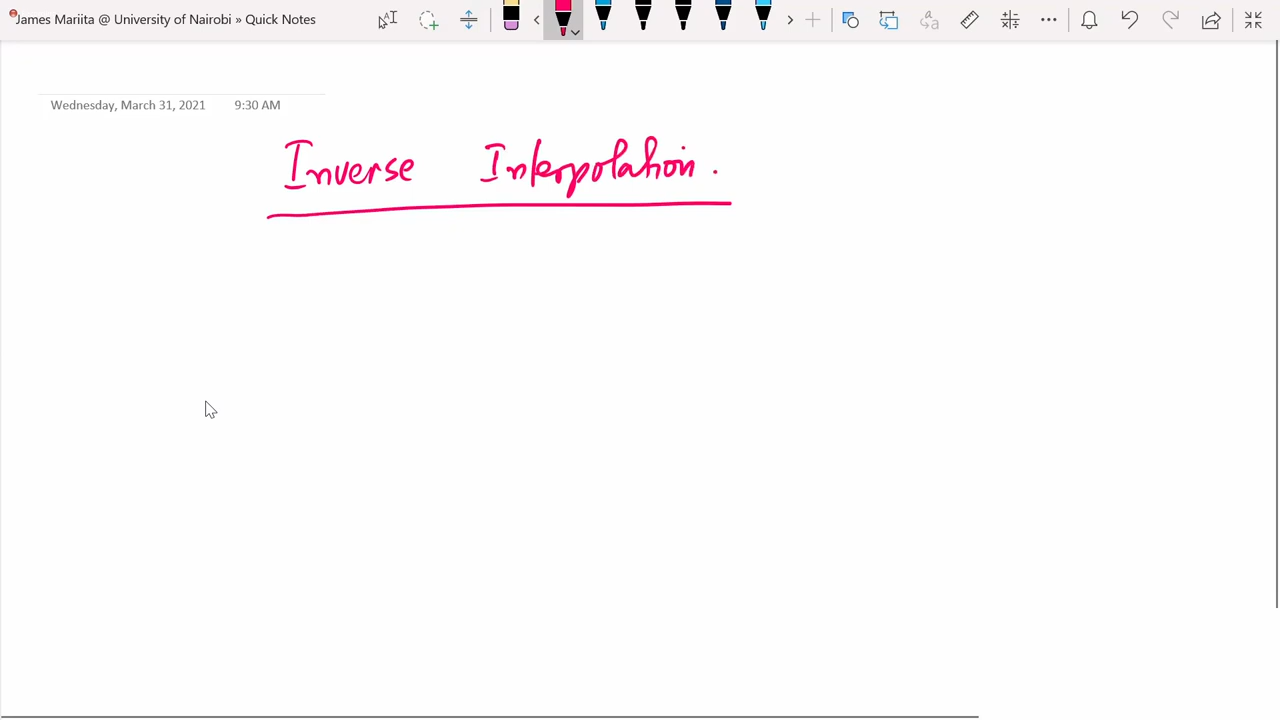 James Mariita @ University of Nairobi » Quick Notes
Wednesday, March 31, 2021 9:30 AM
Inverse Interpolation.